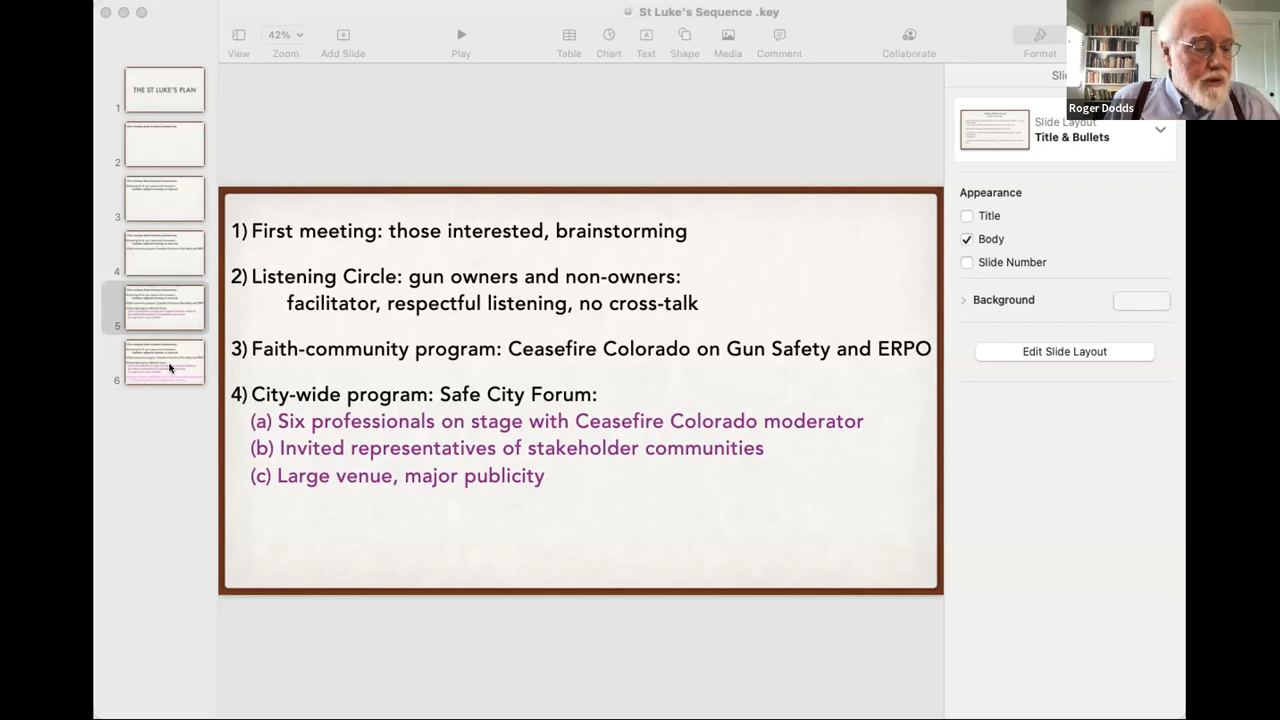 St Luke's Sequence .key
View
42%
Zoom
Add Slide
Play
Table
Chart
Text
Shape
Media
Comment
Collaborate
Format
Roger Dodds
Slide Layout
Title & Bullets
Appearance
Title
Body
Slide Number
Background
Edit Slide Layout
1
THE ST LUKE'S PLAN
2
3
4
5
6
1) First meeting: those interested, brainstorming
2) Listening Circle: gun owners and non-owners:
facilitator, respectful listening, no cross-talk
3) Faith-community program: Ceasefire Colorado on Gun Safety and ERPO
4) City-wide program: Safe City Forum:
(a) Six professionals on stage with Ceasefire Colorado moderator
(b) Invited representatives of stakeholder communities
(c) Large venue, major publicity